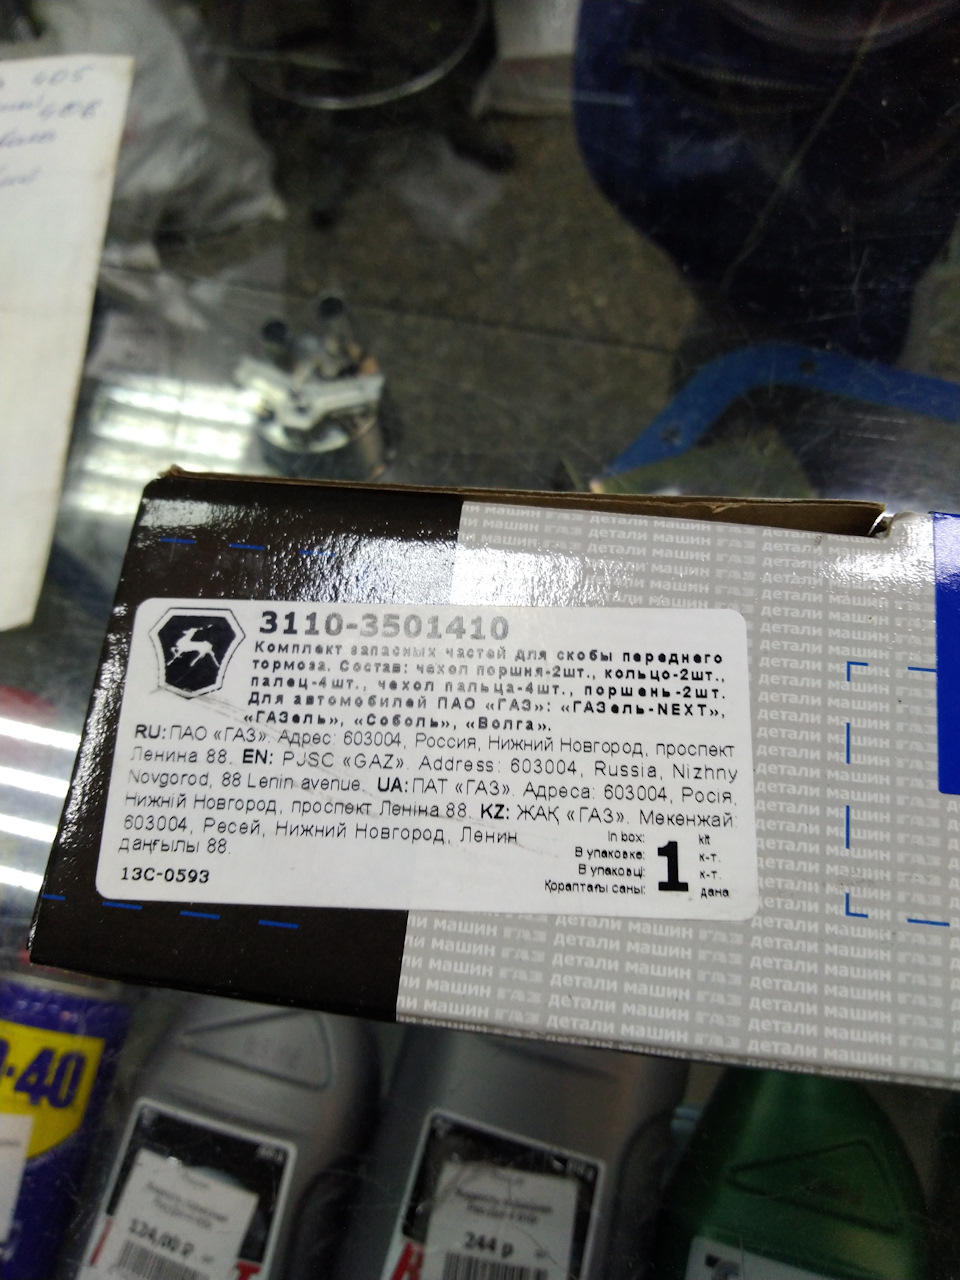 405
406
3110-3501410
Комплект запасных частей для скобы переднего
тормоза. Состав: чехол поршня-2шт., кольцо-2шт.,
палец-4шт., чехол пальца-4шт., поршень-2шт.
Для автомобилей ПАО «ГАЗ»: «ГАЗель-NEXT»,
«ГАЗель», «Соболь», «Волга».
RU: ПАО «ГАЗ». Адрес: 603004, Россия, Нижний Новгород, проспект
Ленина 88. EN: PJSC «GAZ». Address: 603004, Russia, Nizhny
Novgorod, 88 Lenin avenue. UA: ПАТ «ГАЗ». Адреса: 603004, Росія,
Нижній Новгород, проспект Леніна 88. KZ: ЖАҚ «ГАЗ». Мекенжай:
603004, Ресей, Нижний Новгород, Ленин
даңғылы 88.
13C-0593
In box: 1 kit
В упаковке: к-т.
В упаковці: к-т.
Қораптағы саны: дана
детали машин ГАЗ детали машин ГАЗ детали машин
-40
124,00 р
244 р